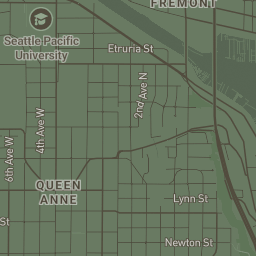 FREMONT
Seattle Pacific
University
Etruria St
2nd Ave N
4th Ave W
6th Ave W
QUEEN
ANNE
Lynn St
St
Newton St